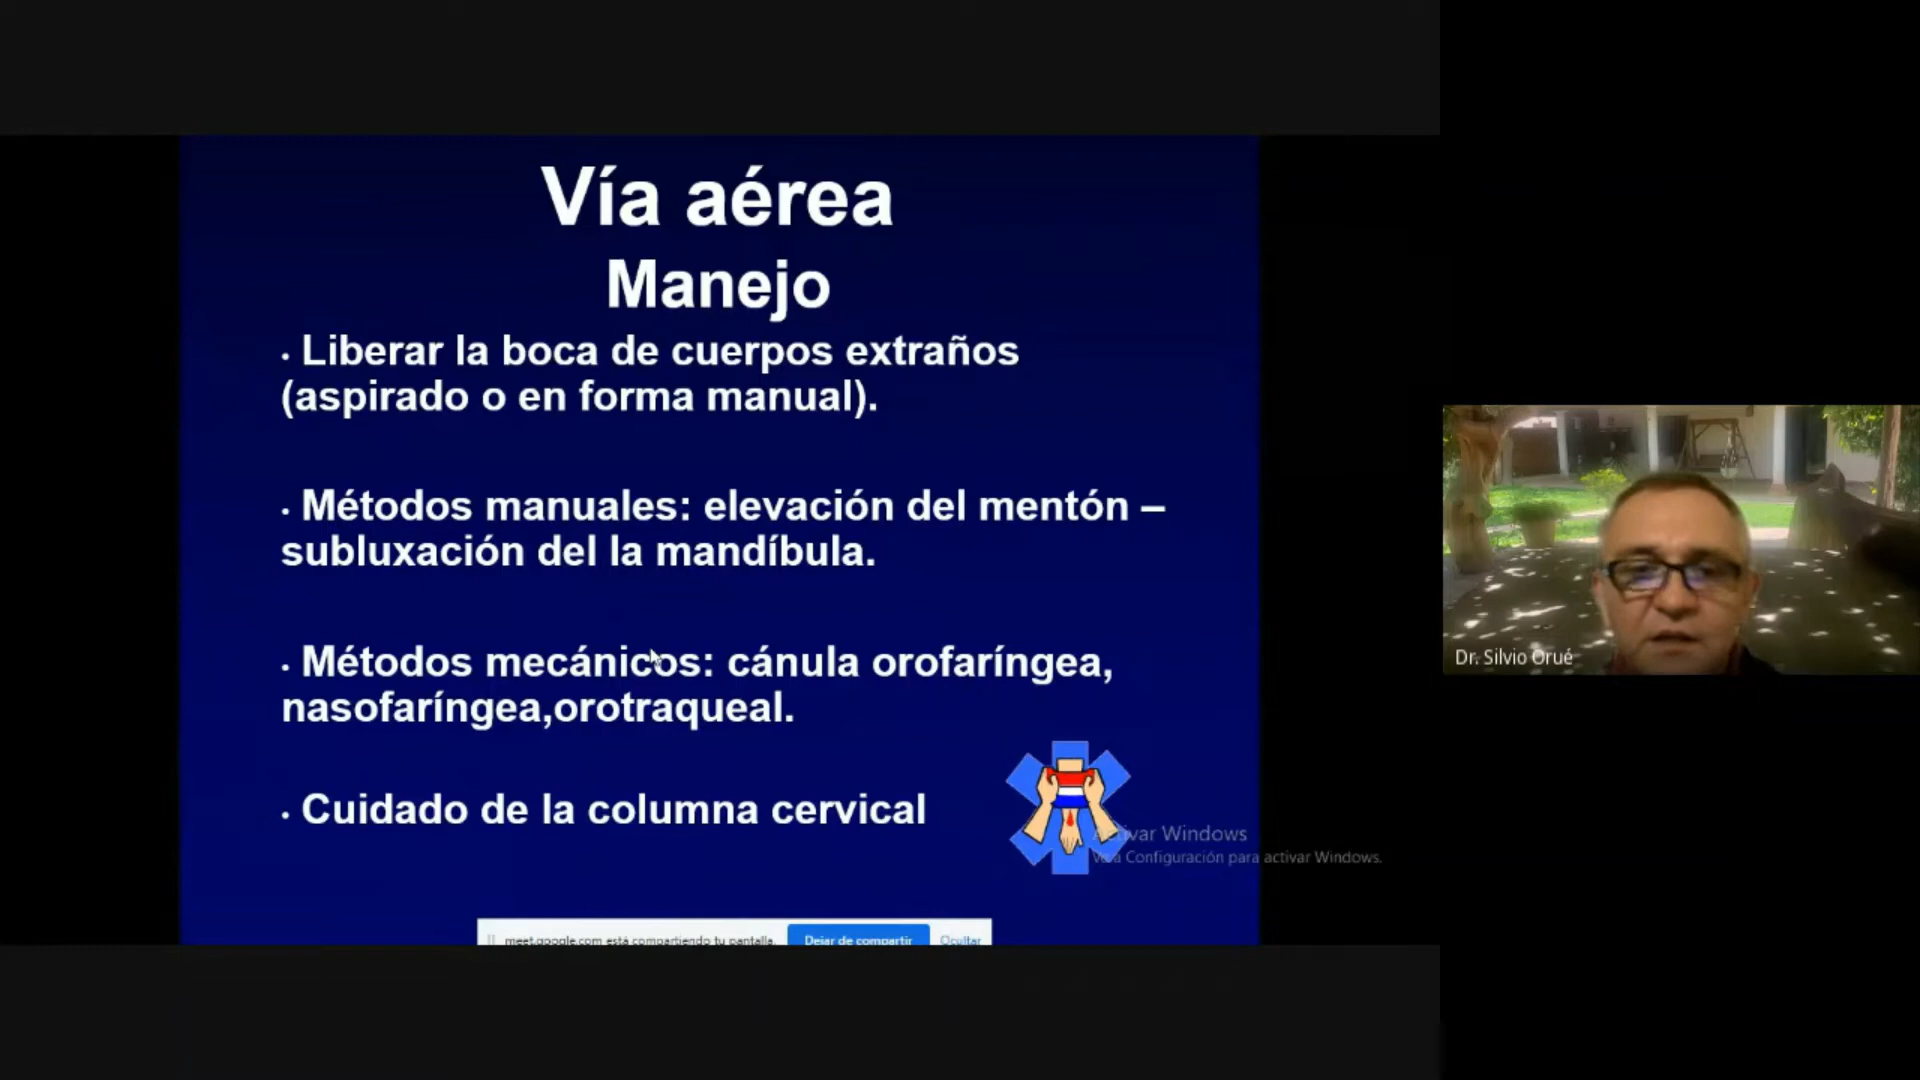 Vía aérea
Manejo
• Liberar la boca de cuerpos extraños
(aspirado o en forma manual).
• Métodos manuales: elevación del mentón –
subluxación del la mandíbula.
• Métodos mecánicos: cánula orofaríngea,
nasofaríngea,orotraqueal.
• Cuidado de la columna cervical
Activar Windows
Ve a Configuración para activar Windows.
meet.google.com está compartiendo tu pantalla.
Dejar de compartir
Ocultar
Dr. Silvio Orué